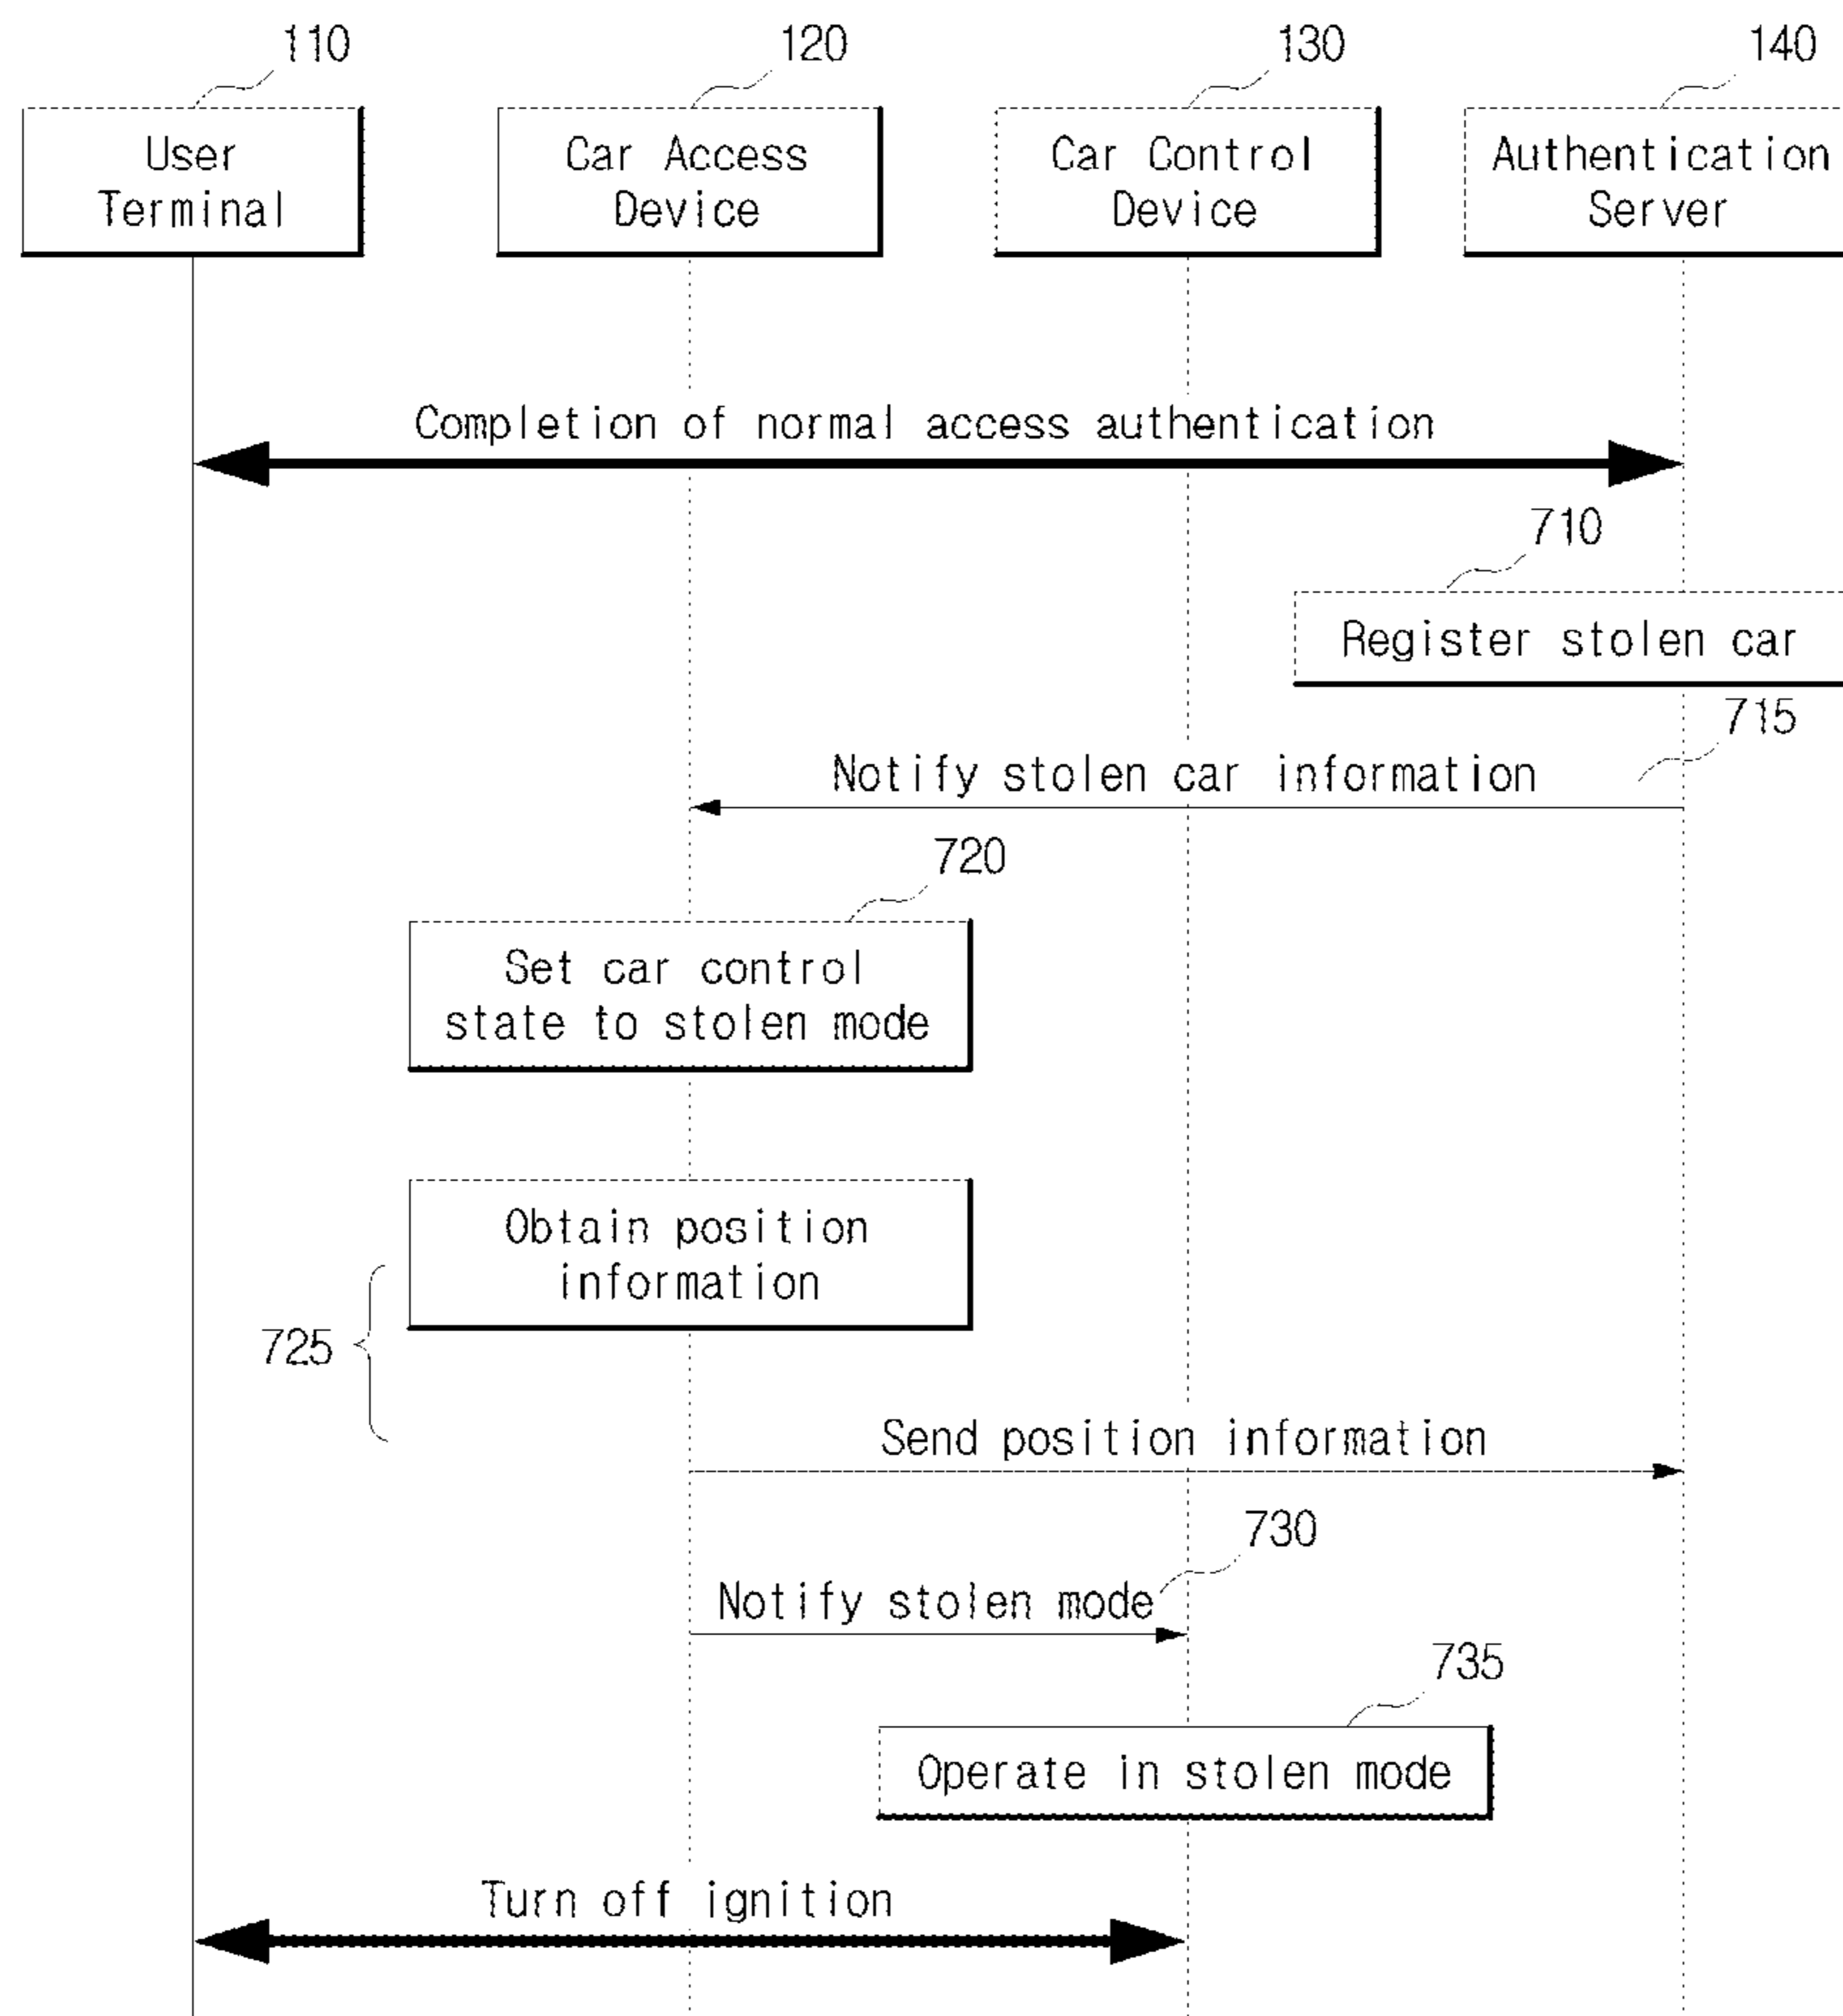 110
120
130
140
User
Terminal
Car Access
Device
Car Control
Device
Authentication
Server
Completion of normal access authentication
710
Register stolen car
715
Notify stolen car information
720
Set car control
state to stolen mode
Obtain position
information
725
Send position information
730
Notify stolen mode
735
Operate in stolen mode
Turn off ignition